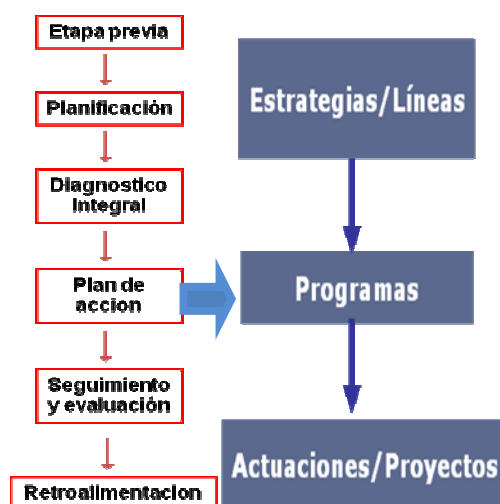 Etapa previa
Planificación
Diagnostico
Integral
Plan de
accion
Seguimiento
y evaluación
Retroalimentacion
Estrategias/Líneas
Programas
Actuaciones/Proyectos